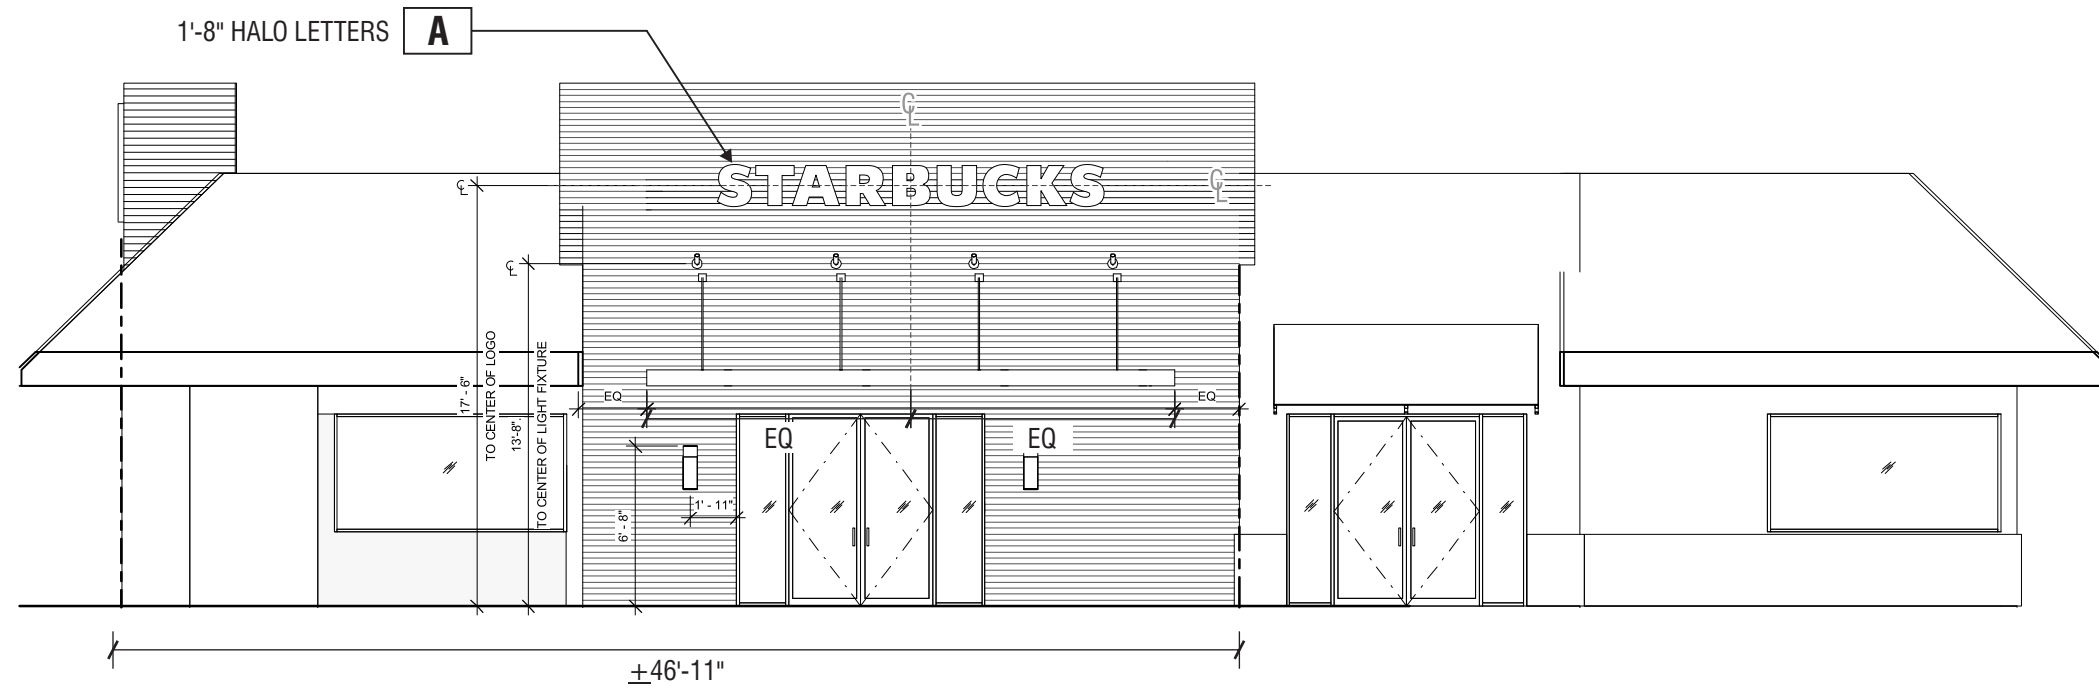 1'-8" HALO LETTERS
A
℄
℄
STARBUCKS
℄
℄
17' - 6"
TO CENTER OF LOGO
13'-8"
TO CENTER OF LIGHT FIXTURE
EQ
EQ
EQ
EQ
1' - 11"
6' - 8"
±46'-11"